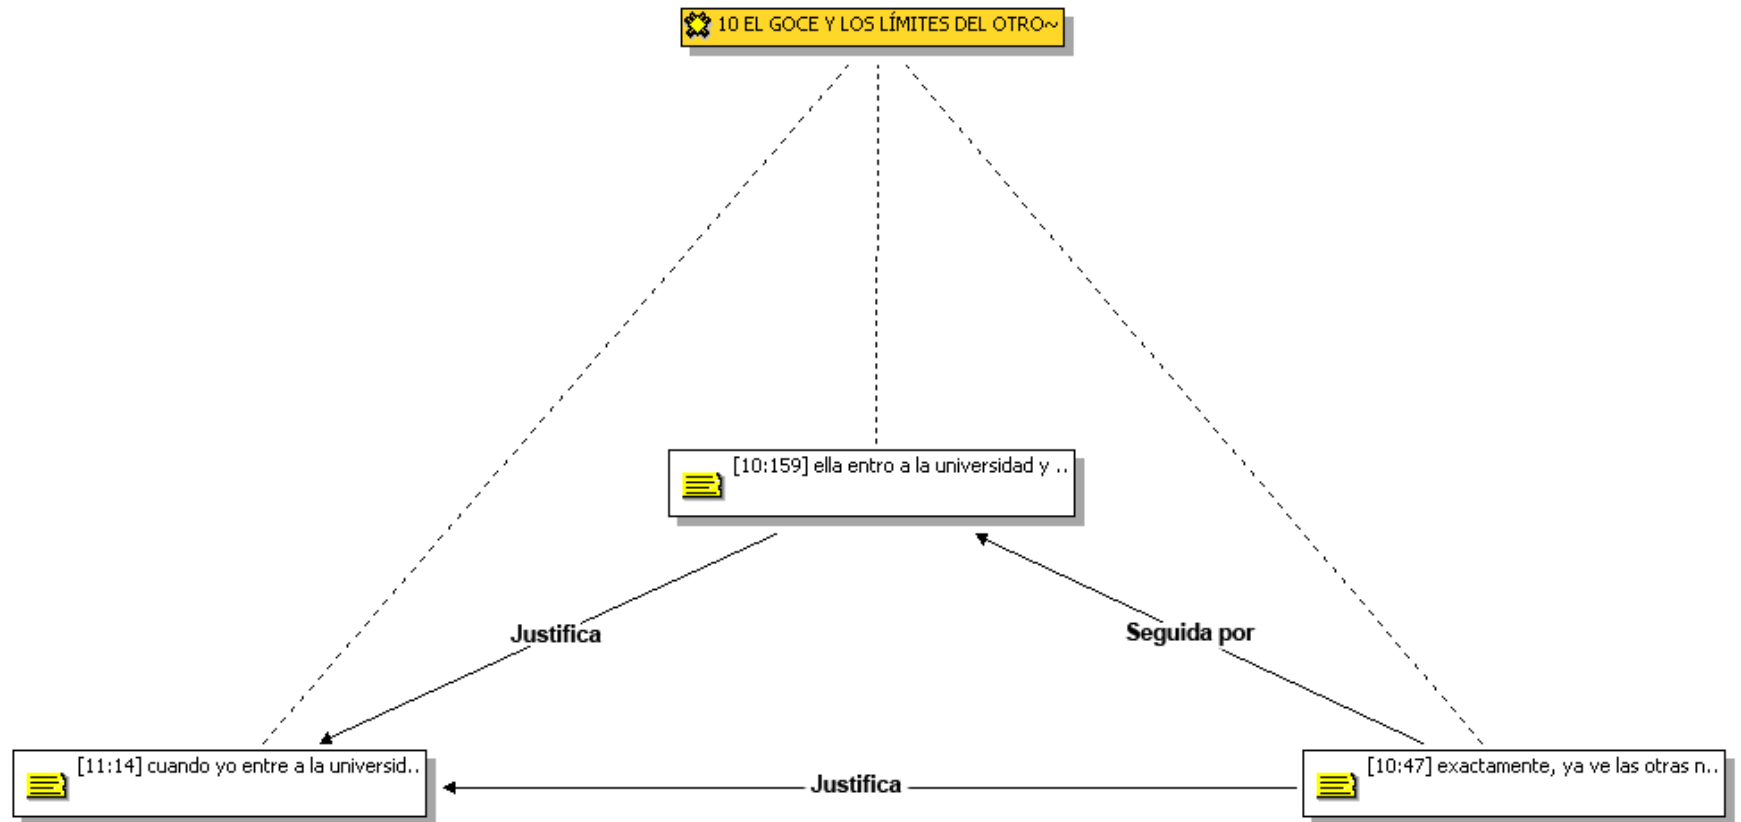 10 EL GOCE Y LOS LÍMITES DEL OTRO~
[10:159] ella entro a la universidad y ..
Justifica
Seguida por
[11:14] cuando yo entre a la universid..
Justifica
[10:47] exactamente, ya ve las otras n..